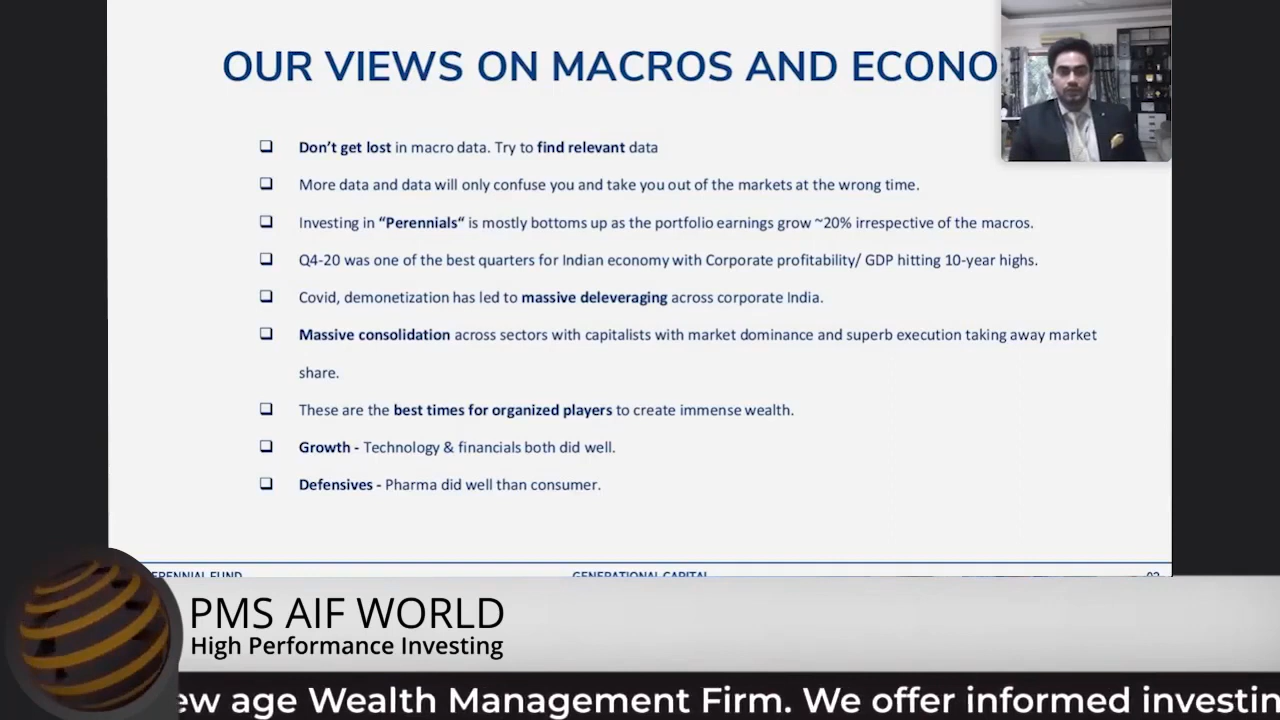 OUR VIEWS ON MACROS AND ECONO
Don't get lost in macro data. Try to find relevant data
More data and data will only confuse you and take you out of the markets at the wrong time.
Investing in “Perennials“ is mostly bottoms up as the portfolio earnings grow ~20% irrespective of the macros.
Q4-20 was one of the best quarters for Indian economy with Corporate profitability/ GDP hitting 10-year highs.
Covid, demonetization has led to massive deleveraging across corporate India.
Massive consolidation across sectors with capitalists with market dominance and superb execution taking away market
share.
These are the best times for organized players to create immense wealth.
Growth - Technology & financials both did well.
Defensives - Pharma did well than consumer.
ERENNIAL FUND GENERATIONAL CAPITAL 02
PMS AIF WORLD
High Performance Investing
ew age Wealth Management Firm. We offer informed investin